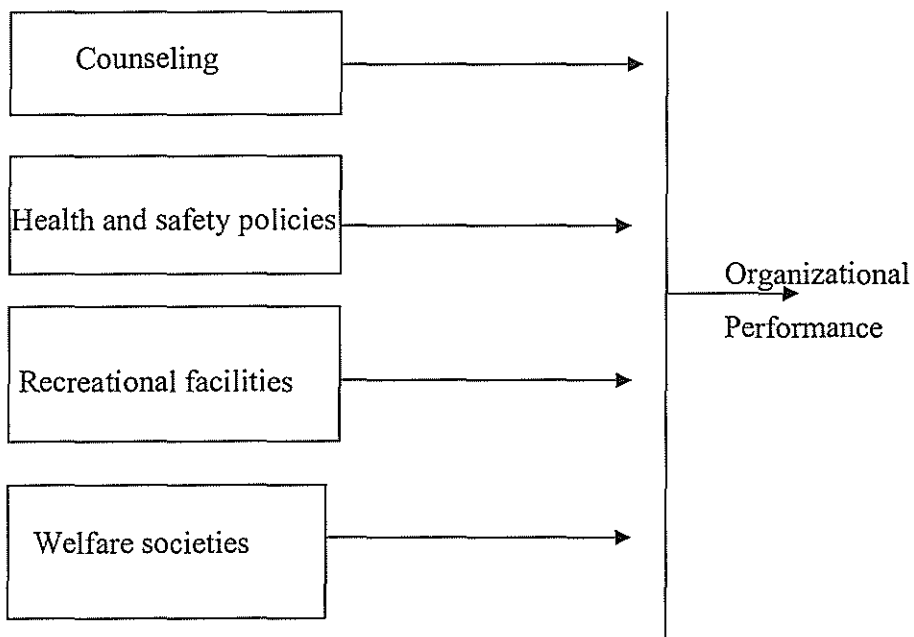 Counseling
Health and safety policies
Recreational facilities
Welfare societies
Organizational
Performance